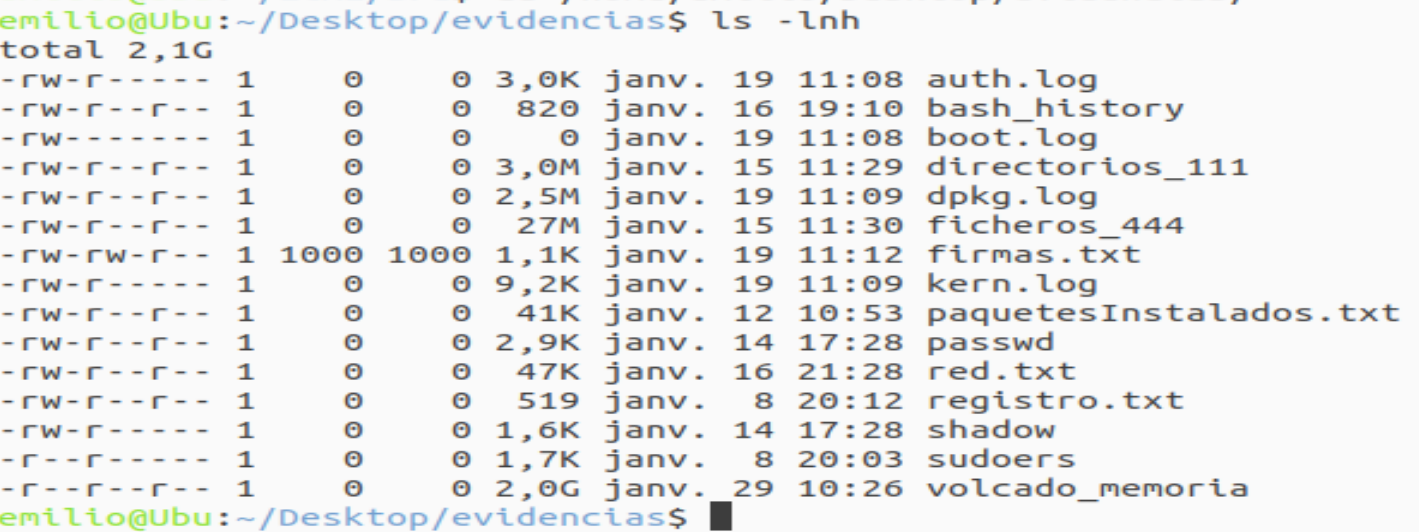 emilio@Ubu:~/Desktop/evidencias$ ls -lnh
total 2,1G
-rw-r----- 1    0    0 3,0K janv. 19 11:08 auth.log
-rw-r--r-- 1    0    0  820 janv. 16 19:10 bash_history
-rw------- 1    0    0    0 janv. 19 11:08 boot.log
-rw-r--r-- 1    0    0 3,0M janv. 15 11:29 directorios_111
-rw-r--r-- 1    0    0 2,5M janv. 19 11:09 dpkg.log
-rw-r--r-- 1    0    0  27M janv. 15 11:30 ficheros_444
-rw-rw-r-- 1 1000 1000 1,1K janv. 19 11:12 firmas.txt
-rw-r----- 1    0    0 9,2K janv. 19 11:09 kern.log
-rw-r--r-- 1    0    0  41K janv. 12 10:53 paquetesInstalados.txt
-rw-r--r-- 1    0    0 2,9K janv. 14 17:28 passwd
-rw-r--r-- 1    0    0  47K janv. 16 21:28 red.txt
-rw-r--r-- 1    0    0  519 janv.  8 20:12 registro.txt
-rw-r----- 1    0    0 1,6K janv. 14 17:28 shadow
-r--r----- 1    0    0 1,7K janv.  8 20:03 sudoers
-r--r--r-- 1    0    0 2,0G janv. 29 10:26 volcado_memoria
emilio@Ubu:~/Desktop/evidencias$